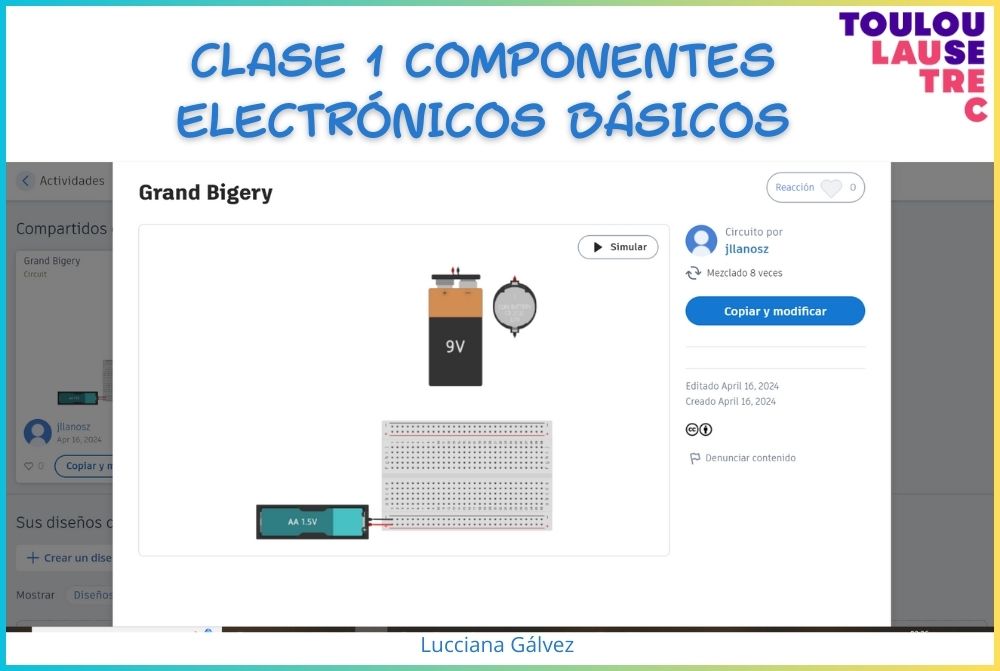 TOULOU
LAUSE
TRE
C
CLASE 1 COMPONENTES
ELECTRÓNICOS BÁSICOS
Actividades
Compartidos
Grand Bigery
Circuit
jllanosz
Apr 16, 2024
0
Copiar y
Sus diseños
Crear un dise
Mostrar
Diseños
Grand Bigery
Reacción 0
Simular
9V
AA 1.5V
Circuito por
jllanosz
Mezclado 8 veces
Copiar y modificar
Editado April 16, 2024
Creado April 16, 2024
Denunciar contenido
Lucciana Gálvez